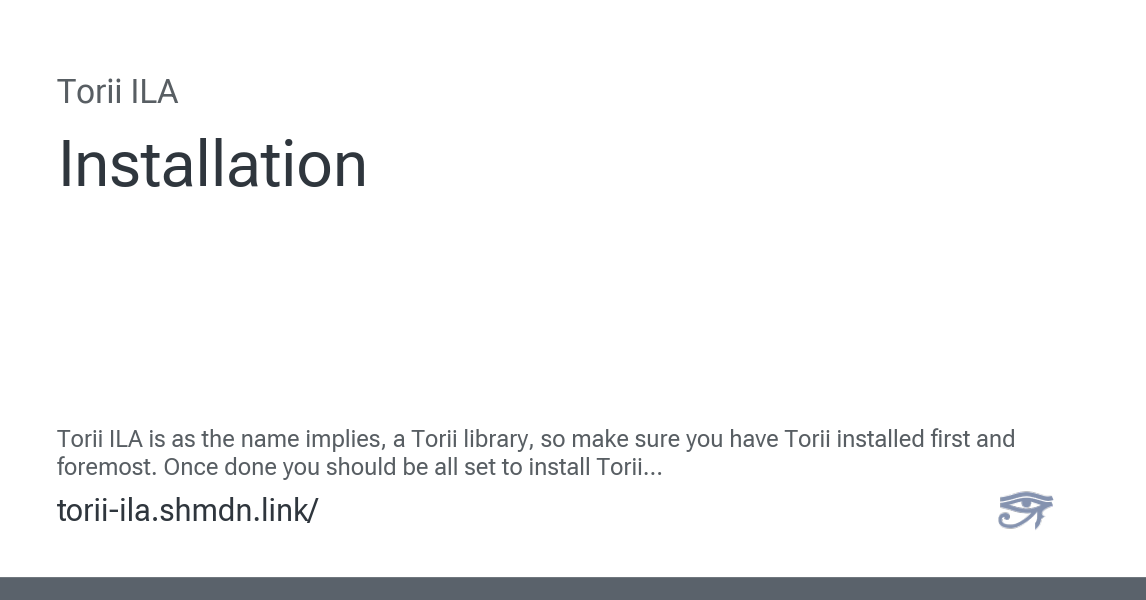 Torii ILA
Installation
Torii ILA is as the name implies, a Torii library, so make sure you have Torii installed first and
foremost. Once done you should be all set to install Torii...
torii-ila.shmdn.link/